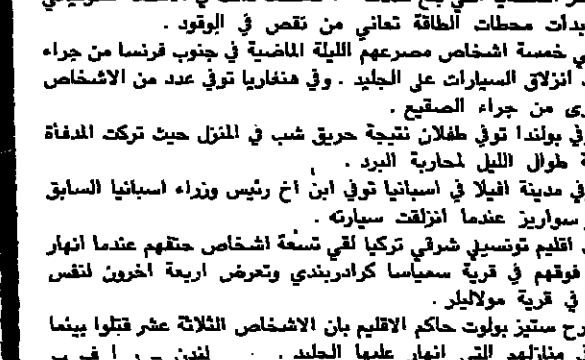 بدأت محطات الطاقة تعاني من نقص في الوقود .
خمسة اشخاص مصرعهم الليلة الماضية في جنوب فرنسا من جراء
انزلاق السيارات على الجليد . وفي هنغاريا توفي عدد من الاشخاص
من جراء الصقيع .
في بولندا توفي طفلان نتيجة حريق شب في المنزل حيث تركت المدفأة
طوال الليل لمحاربة البرد .
في مدينة افيلا في اسبانيا توفي ابن اخ رئيس وزراء اسبانيا السابق
سواريز عندما انزلقت سيارته .
اقليم تونسيلي شرقي تركيا لقي تسعة اشخاص حتفهم عندما انهار
فوقهم في قرية سمياسا كرادربندي وتعرض اربعة اخرون لنفس
في قرية مولاليلر .
ستيز بولوت حاكم الاقليم بان الاشخاص الثلاثة عشر قتلوا بينما
منازلهم التي انهار عليها الجليد . لندن